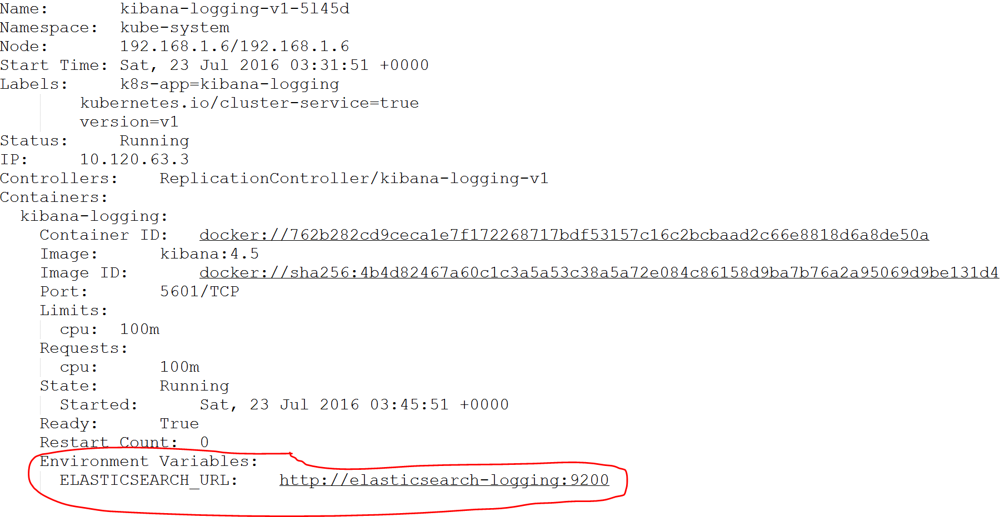 Name: kibana-logging-v1-5l45d
Namespace: kube-system
Node: 192.168.1.6/192.168.1.6
Start Time: Sat, 23 Jul 2016 03:31:51 +0000
Labels: k8s-app=kibana-logging
kubernetes.io/cluster-service=true
version=v1
Status: Running
IP: 10.120.63.3
Controllers: ReplicationController/kibana-logging-v1
Containers:
kibana-logging:
Container ID: docker://762b282cd9ceca1e7f172268717bdf53157c16c2bcbaad2c66e8818d6a8de50a
Image: kibana:4.5
Image ID: docker://sha256:4b4d82467a60c1c3a5a53c38a5a72e084c86158d9ba7b76a2a95069d9be131d4
Port: 5601/TCP
Limits:
cpu: 100m
Requests:
cpu: 100m
State: Running
Started: Sat, 23 Jul 2016 03:45:51 +0000
Ready: True
Restart Count: 0
Environment Variables:
ELASTICSEARCH_URL: http://elasticsearch-logging:9200